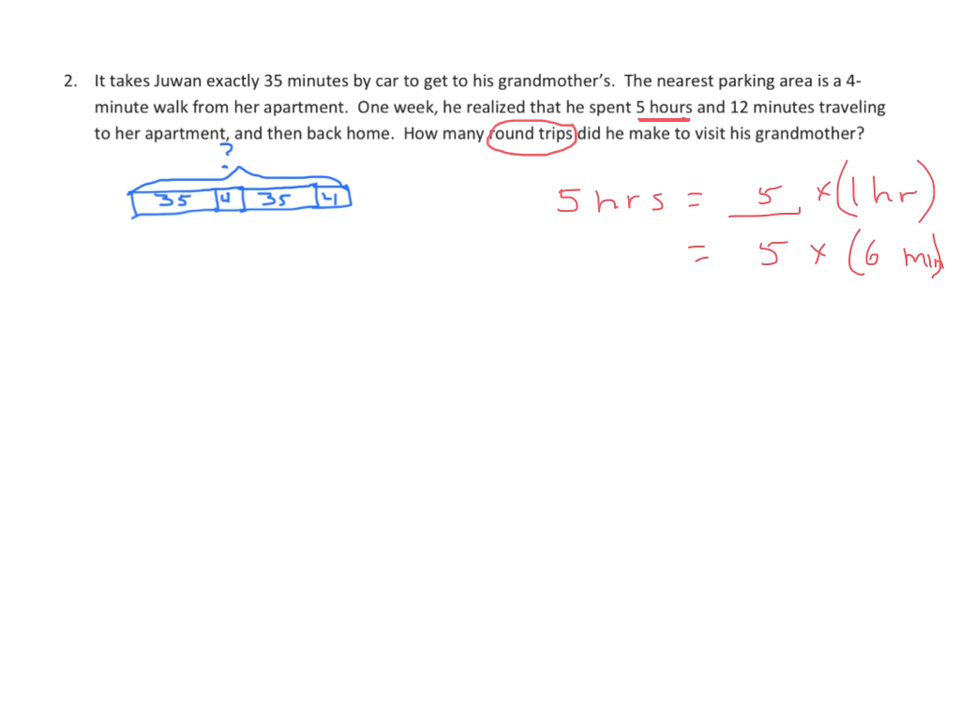 2. It takes Juwan exactly 35 minutes by car to get to his grandmother's. The nearest parking area is a 4-
minute walk from her apartment. One week, he realized that he spent 5 hours and 12 minutes traveling
to her apartment, and then back home. How many round trips did he make to visit his grandmother?
?
35 4 35 4
5 hrs = 5 x (1 hr)
= 5 x (6 min)